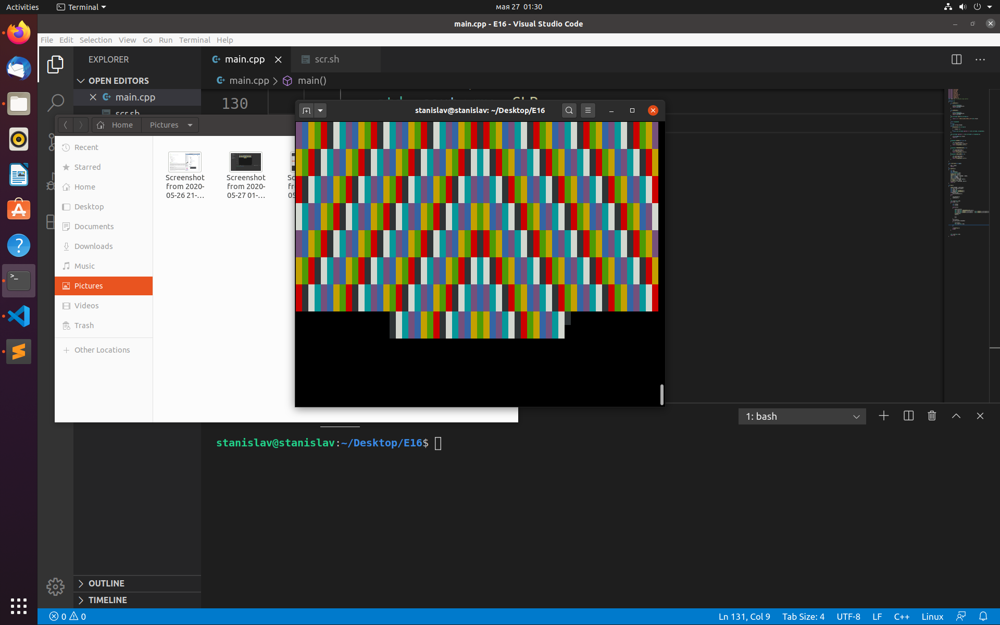 Activities
Terminal
мая 27 01:30
main.cpp - E16 - Visual Studio Code
File Edit Selection View Go Run Terminal Help
EXPLORER
main.cpp
scr.sh
OPEN EDITORS
main.cpp
main()
main.cpp
130
scr.sh
stanislav@stanislav: ~/Desktop/E16
Home
Pictures
Recent
Starred
Home
Desktop
Documents
Downloads
Music
Pictures
Videos
Trash
Other Locations
Screenshot
from 2020-
05-26 21-…
Screenshot
from 2020-
05-27 01-…
1: bash
stanislav@stanislav:~/Desktop/E16$
OUTLINE
TIMELINE
0
0
Ln 131, Col 9
Tab Size: 4
UTF-8
LF
C++
Linux